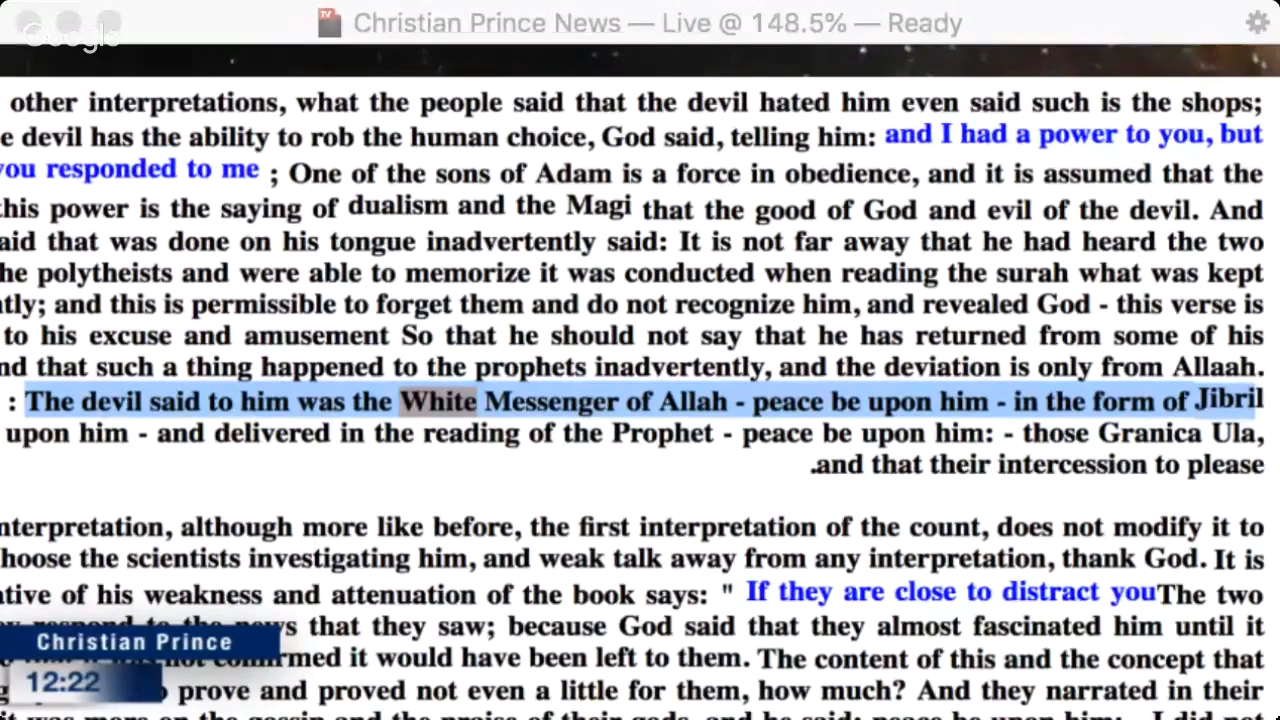 Christian Prince News — Live @ 148.5% — Ready
Google
other interpretations, what the people said that the devil hated him even said such is the shops;
devil has the ability to rob the human choice, God said, telling him: and I had a power to you, but
you responded to me ; One of the sons of Adam is a force in obedience, and it is assumed that the
this power is the saying of dualism and the Magi that the good of God and evil of the devil. And
said that was done on his tongue inadvertently said: It is not far away that he had heard the two
the polytheists and were able to memorize it was conducted when reading the surah what was kept
and this is permissible to forget them and do not recognize him, and revealed God - this verse is
to his excuse and amusement So that he should not say that he has returned from some of his
and that such a thing happened to the prophets inadvertently, and the deviation is only from Allaah.
: The devil said to him was the White Messenger of Allah - peace be upon him - in the form of Jibril
upon him - and delivered in the reading of the Prophet - peace be upon him: - those Granica Ula,
.and that their intercession to please
interpretation, although more like before, the first interpretation of the count, does not modify it to
choose the scientists investigating him, and weak talk away from any interpretation, thank God. It is
of his weakness and attenuation of the book says: " If they are close to distract youThe two
that they saw; because God said that they almost fascinated him until it
it would have been left to them. The content of this and the concept that
prove and proved not even a little for them, how much? And they narrated in their
Christian Prince
12:22